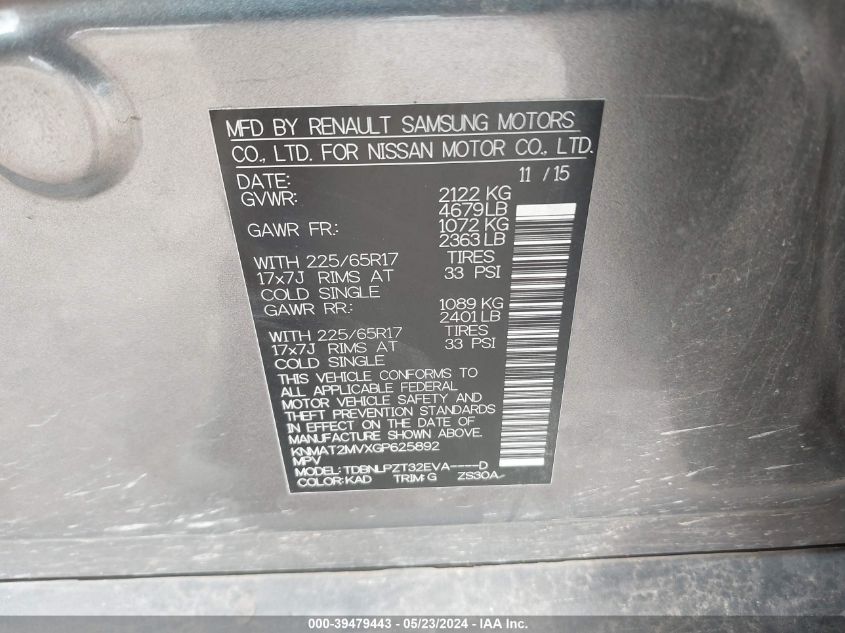 MFD BY RENAULT SAMSUNG MOTORS
CO., LTD. FOR NISSAN MOTOR CO., LTD.
DATE: 11 / 15
GVWR: 2122 KG
4679 LB
GAWR FR: 1072 KG
2363 LB
WITH 225/65R17 TIRES
17x7J RIMS AT 33 PSI
COLD SINGLE
GAWR RR: 1089 KG
2401 LB
WITH 225/65R17 TIRES
17x7J RIMS AT 33 PSI
COLD SINGLE
THIS VEHICLE CONFORMS TO
ALL APPLICABLE FEDERAL
MOTOR VEHICLE SAFETY AND
THEFT PREVENTION STANDARDS
IN EFFECT ON THE DATE OF
MANUFACTURE SHOWN ABOVE.
KNMAT2MVXGP625892
MPV
MODEL: TDBNLPZT32EVA----D
COLOR: KAD TRIM: G ZS30A-
000-39479443 - 05/23/2024 - IAA Inc.